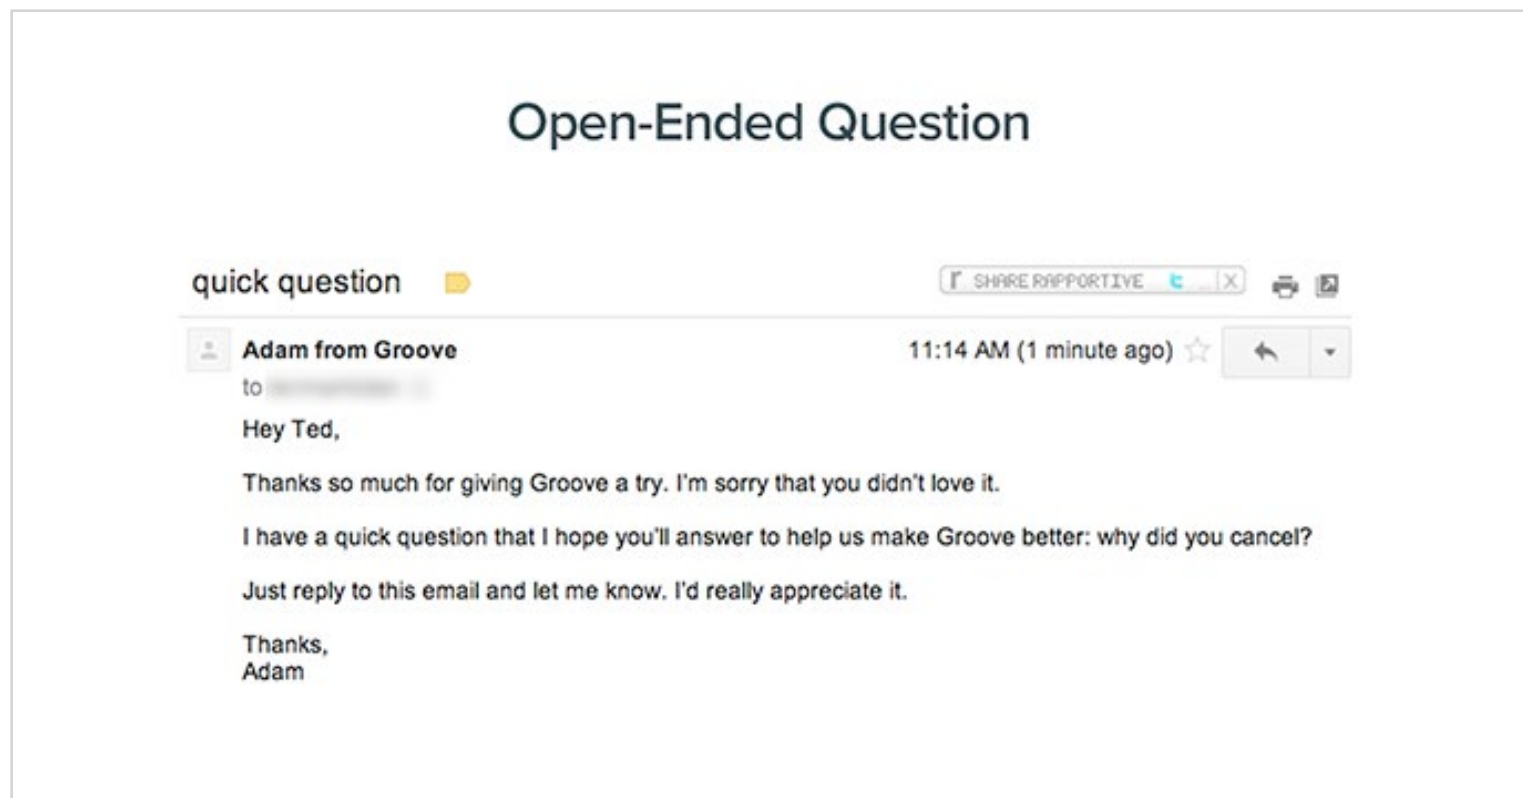 Open-Ended Question
quick question
SHARE RAPPORTIVE
Adam from Groove
11:14 AM (1 minute ago)
to
Hey Ted,
Thanks so much for giving Groove a try. I'm sorry that you didn't love it.
I have a quick question that I hope you'll answer to help us make Groove better: why did you cancel?
Just reply to this email and let me know. I'd really appreciate it.
Thanks,
Adam